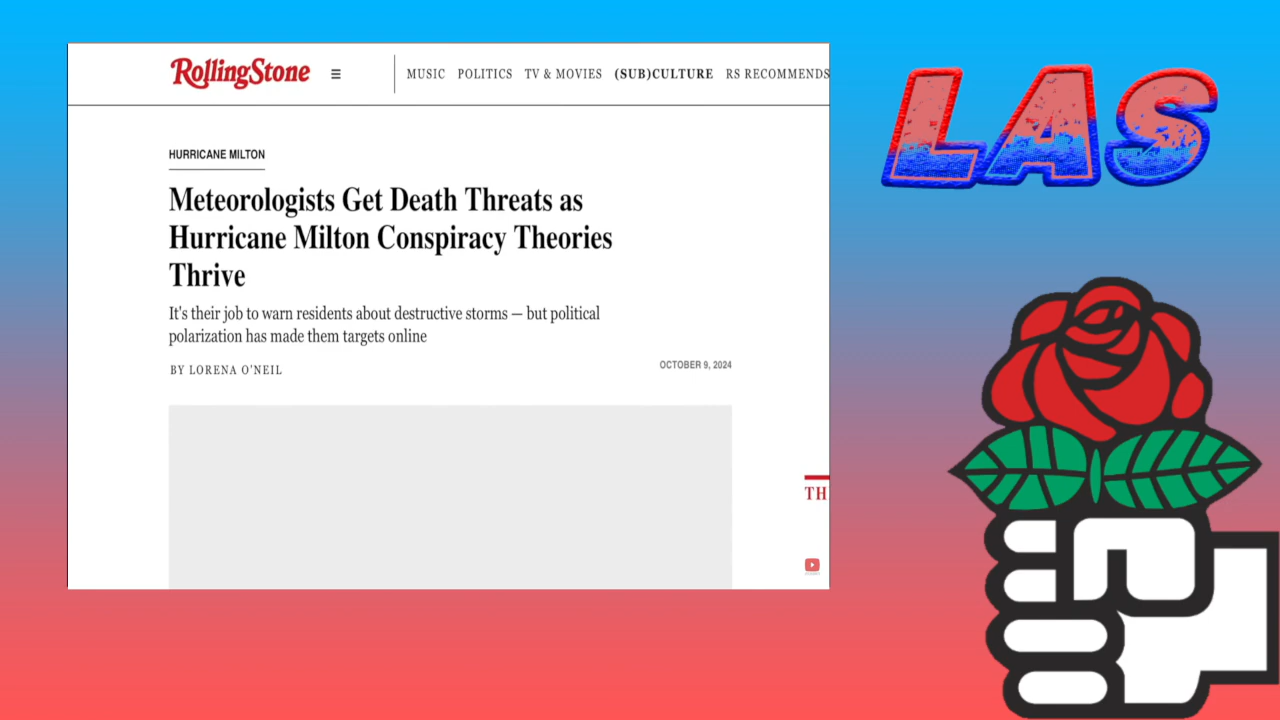 RollingStone
MUSIC POLITICS TV & MOVIES (SUB)CULTURE RS RECOMMENDS
LAS
HURRICANE MILTON
Meteorologists Get Death Threats as
Hurricane Milton Conspiracy Theories
Thrive
It's their job to warn residents about destructive storms — but political
polarization has made them targets online
BY LORENA O'NEIL
OCTOBER 9, 2024
TH